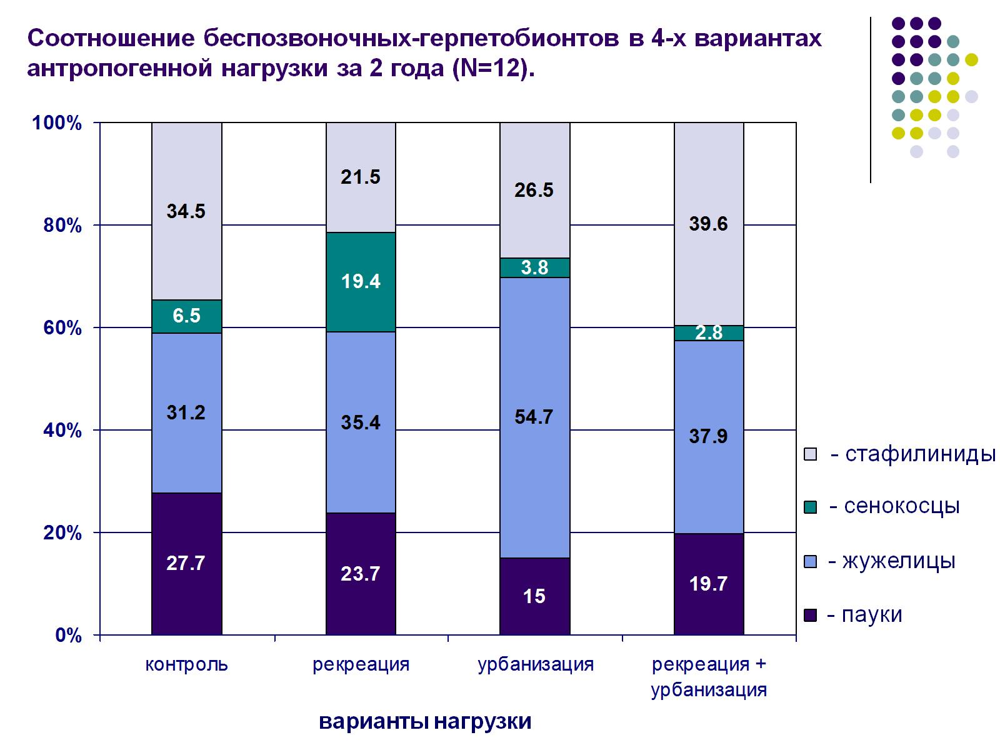 Соотношение беспозвоночных-герпетобионтов в 4-х вариантах
антропогенной нагрузки за 2 года (N=12).
100%
80%
60%
40%
20%
0%
34.5
6.5
31.2
27.7
21.5
19.4
35.4
23.7
26.5
3.8
54.7
15
39.6
2.8
37.9
19.7
- стафилиниды
- сенокосцы
- жужелицы
- пауки
контроль
рекреация
урбанизация
рекреация +
урбанизация
варианты нагрузки